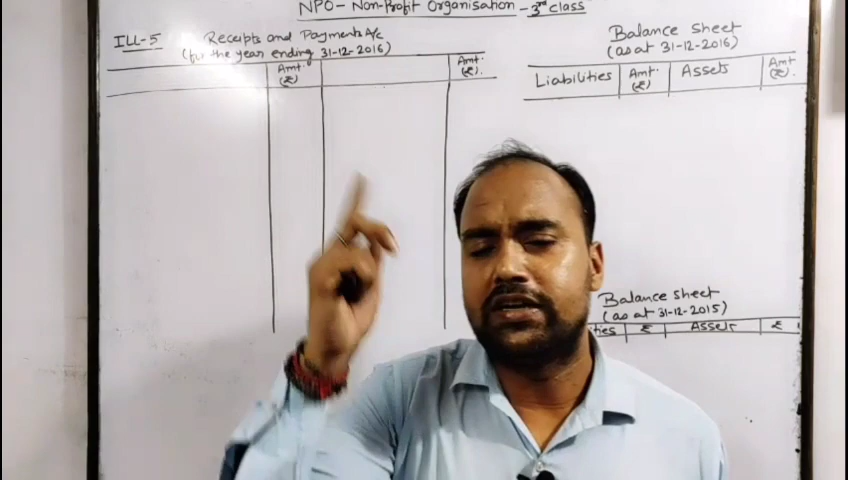 NPO - Non-Profit Organisation - 3rd class
ILL-5 Receipts and Payments A/c
(for the year ending 31-12-2016)
Amt. (₹) Amt. (₹).
Balance sheet
(as at 31-12-2016)
Liabilities Amt. (₹) Assets Amt (₹).
Balance sheet
(as at 31-12-2015)
ties ₹ Assets ₹